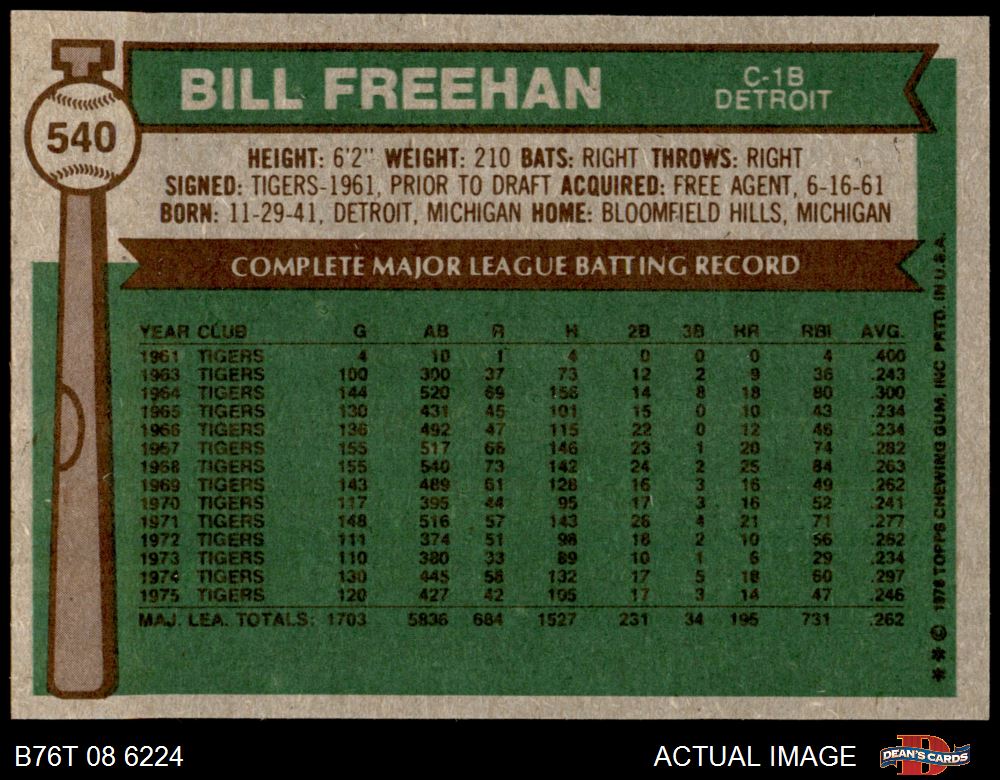 BILL FREEHAN
C-1B
DETROIT
540
HEIGHT: 6'2" WEIGHT: 210 BATS: RIGHT THROWS: RIGHT
SIGNED: TIGERS-1961, PRIOR TO DRAFT ACQUIRED: FREE AGENT, 6-16-61
BORN: 11-29-41, DETROIT, MICHIGAN HOME: BLOOMFIELD HILLS, MICHIGAN
COMPLETE MAJOR LEAGUE BATTING RECORD
YEAR CLUB G AB R H 2B 3B HR RBI AVG.
1961 TIGERS 4 10 1 4 0 0 0 4 .400
1963 TIGERS 100 300 37 73 12 2 9 36 .243
1964 TIGERS 144 520 69 156 14 8 18 80 .300
1965 TIGERS 130 431 45 101 15 0 10 43 .234
1966 TIGERS 136 492 47 115 22 0 12 46 .234
1967 TIGERS 155 517 66 146 23 1 20 74 .282
1968 TIGERS 155 540 73 142 24 2 25 84 .263
1969 TIGERS 143 489 61 128 16 3 16 49 .262
1970 TIGERS 117 395 44 95 17 3 16 52 .241
1971 TIGERS 148 516 57 143 26 4 21 71 .277
1972 TIGERS 111 374 51 98 18 2 10 56 .262
1973 TIGERS 110 380 33 89 10 1 6 29 .234
1974 TIGERS 130 445 58 132 17 5 18 60 .297
1975 TIGERS 120 427 42 105 17 3 14 47 .246
MAJ. LEA. TOTALS: 1703 5836 684 1527 231 34 195 731 .262
* * © 1976 TOPPS CHEWING GUM, INC PRTD. IN U.S.A.
B76T 08 6224
ACTUAL IMAGE
D
DEAN'S CARDS